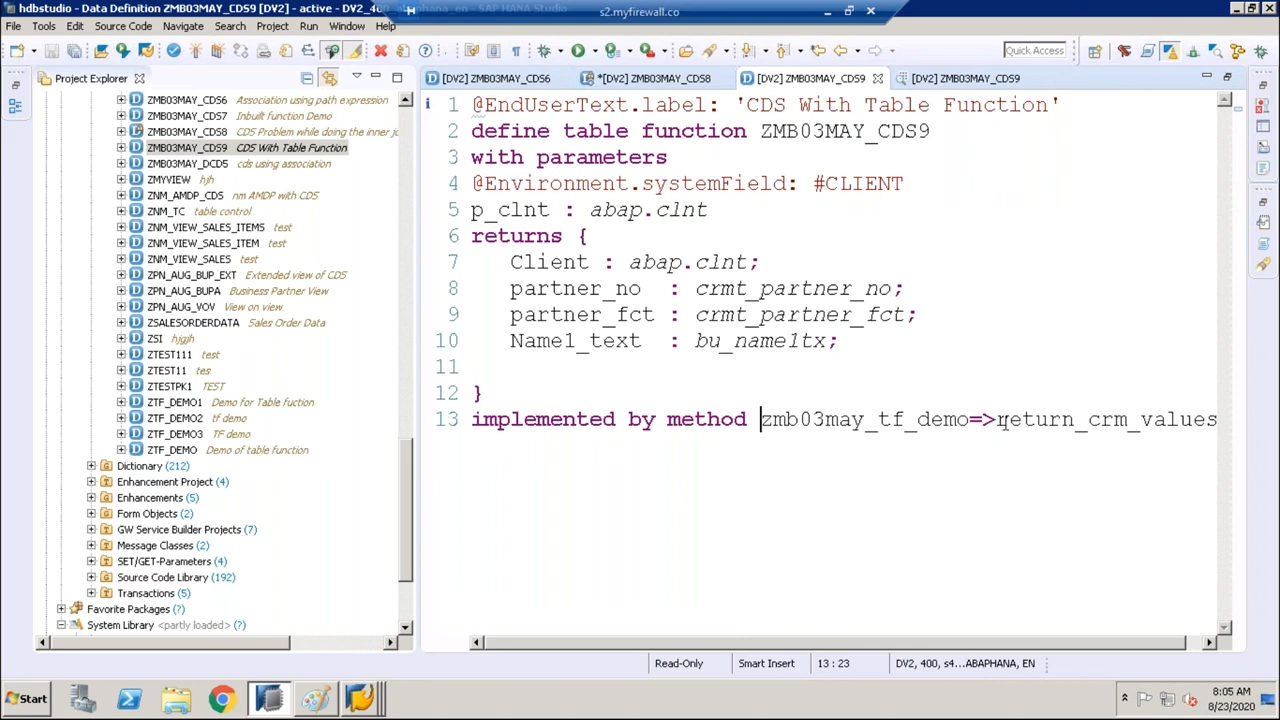 hdbstudio - Data Definition ZMB03MAY_CDS9 [DV2] - active - DV2_400_abaphana_en - SAP HANA Studio
s2.myfirewall.co
File Tools Edit Source Code Navigate Search Project Run Window Help
Quick Access
Project Explorer
[DV2] ZMB03MAY_CDS6
*[DV2] ZMB03MAY_CDS8
[DV2] ZMB03MAY_CDS9
[DV2] ZMB03MAY_CDS9
ZMB03MAY_CDS6 Association using path expression
ZMB03MAY_CDS7 Inbuilt function Demo
ZMB03MAY_CDS8 CDS Problem while doing the inner jo
ZMB03MAY_CDS9 CDS With Table Function
ZMB03MAY_DCD5 cds using association
ZMYVIEW hjh
ZNM_AMDP_CDS nm AMDP with CDS
ZNM_TC table control
ZNM_VIEW_SALES_ITEMS test
ZNM_VIEW_SALES_ITEM test
ZNM_VIEW_SALES test
ZPN_AUG_BUP_EXT Extended view of CDS
ZPN_AUG_BUPA Business Partner View
ZPN_AUG_VOV View on view
ZSALESORDERDATA Sales Order Data
ZSI hjgjh
ZTEST111 test
ZTEST11 tes
ZTESTPK1 TEST
ZTF_DEMO1 Demo for Table fuction
ZTF_DEMO2 tf demo
ZTF_DEMO3 TF demo
ZTF_DEMO Demo of table function
Dictionary (212)
Enhancement Project (4)
Enhancements (5)
Form Objects (2)
GW Service Builder Projects (7)
Message Classes (2)
SET/GET-Parameters (4)
Source Code Library (192)
Transactions (5)
Favorite Packages (?)
System Library <partly loaded> (?)
1 @EndUserText.label: 'CDS With Table Function'
2 define table function ZMB03MAY_CDS9
3 with parameters
4 @Environment.systemField: #CLIENT
5 p_clnt : abap.clnt
6 returns {
7 Client : abap.clnt;
8 partner_no : crmt_partner_no;
9 partner_fct : crmt_partner_fct;
10 Name1_text : bu_name1tx;
11
12 }
13 implemented by method zmb03may_tf_demo=>return_crm_values
Read-Only
Smart Insert
13 : 23
DV2, 400, s4...ABAPHANA, EN
Start
8:05 AM
8/23/2020